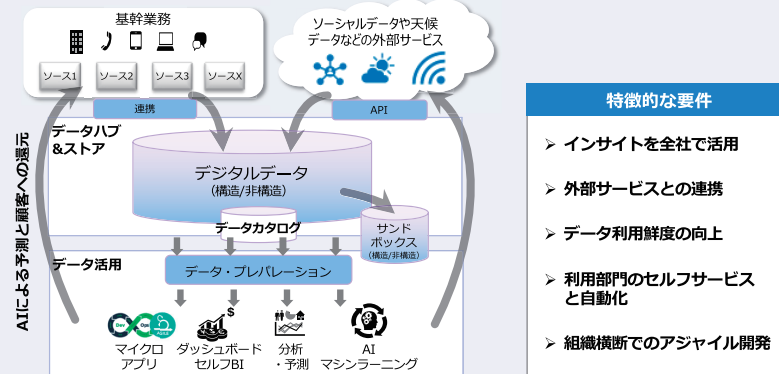 基幹業務
ソース1
ソース2
ソース3
ソースX
ソーシャルデータや天候
データなどの外部サービス
連携
API
データハブ
&ストア
デジタルデータ
(構造/非構造)
データカタログ
サンド
ボックス
(構造/非構造)
データ活用
データ・プレパレーション
Dev
Ops
AGILE
$
マイクロ
アプリ
ダッシュボード
セルフBI
分析
・予測
AI
マシンラーニング
AIによる予測と顧客への還元
特徴的な要件
➢ インサイトを全社で活用
➢ 外部サービスとの連携
➢ データ利用鮮度の向上
➢ 利用部門のセルフサービス
と自動化
➢ 組織横断でのアジャイル開発